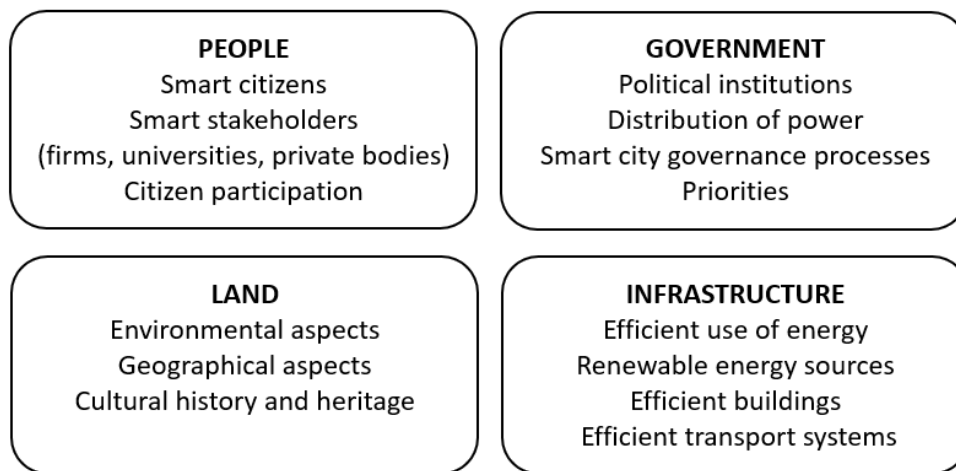 PEOPLE
Smart citizens
Smart stakeholders
(firms, universities, private bodies)
Citizen participation
GOVERNMENT
Political institutions
Distribution of power
Smart city governance processes
Priorities
LAND
Environmental aspects
Geographical aspects
Cultural history and heritage
INFRASTRUCTURE
Efficient use of energy
Renewable energy sources
Efficient buildings
Efficient transport systems